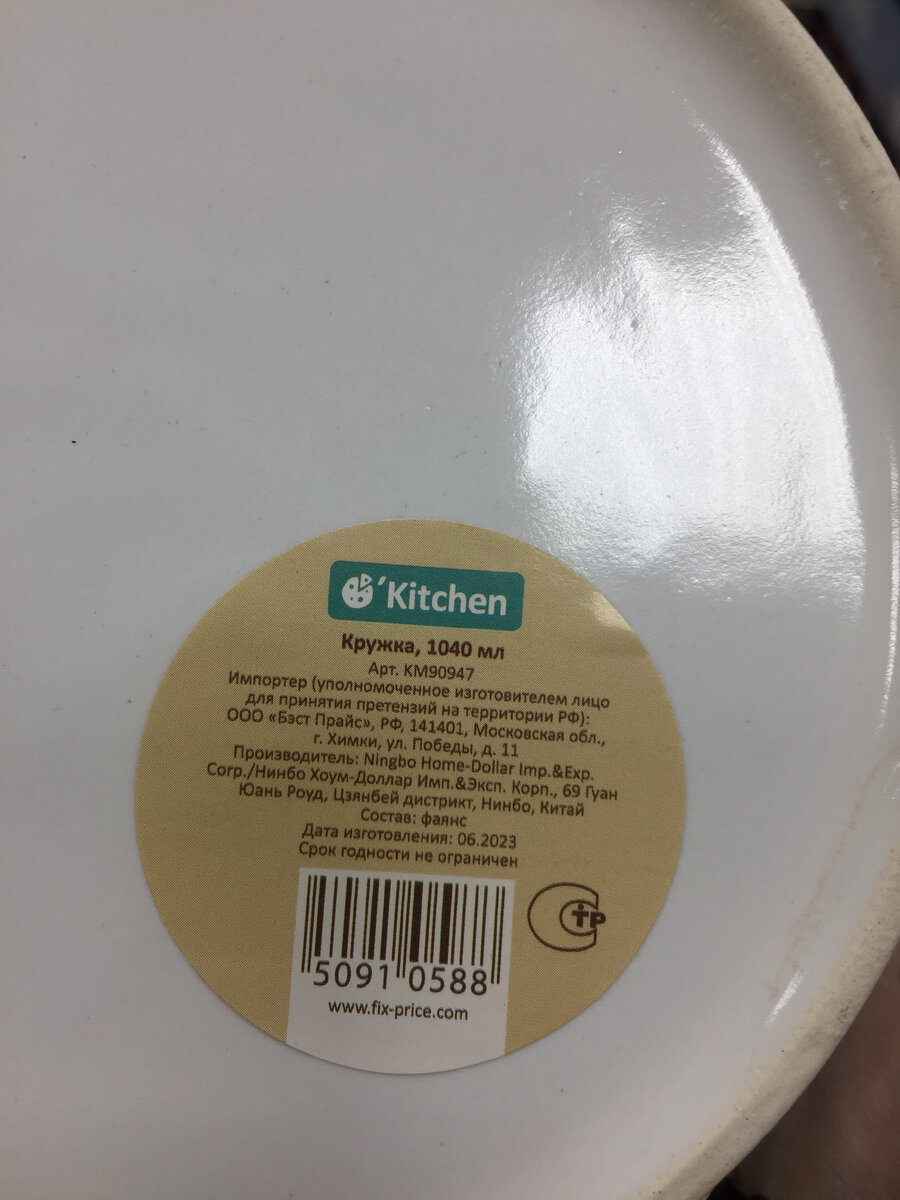 'Kitchen
Кружка, 1040 мл
Арт. KM90947
Импортер (уполномоченное изготовителем лицо
для принятия претензий на территории РФ):
ООО «Бэст Прайс», РФ, 141401, Московская обл.,
г. Химки, ул. Победы, д. 11
Производитель: Ningbo Home-Dollar Imp.&Exp.
Corp./Нинбо Хоум-Доллар Имп.&Эксп. Корп., 69 Гуан
Юань Роуд, Цзянбей дистрикт, Нинбо, Китай
Состав: фаянс
Дата изготовления: 06.2023
Срок годности не ограничен
стр
5091 0588
www.fix-price.com